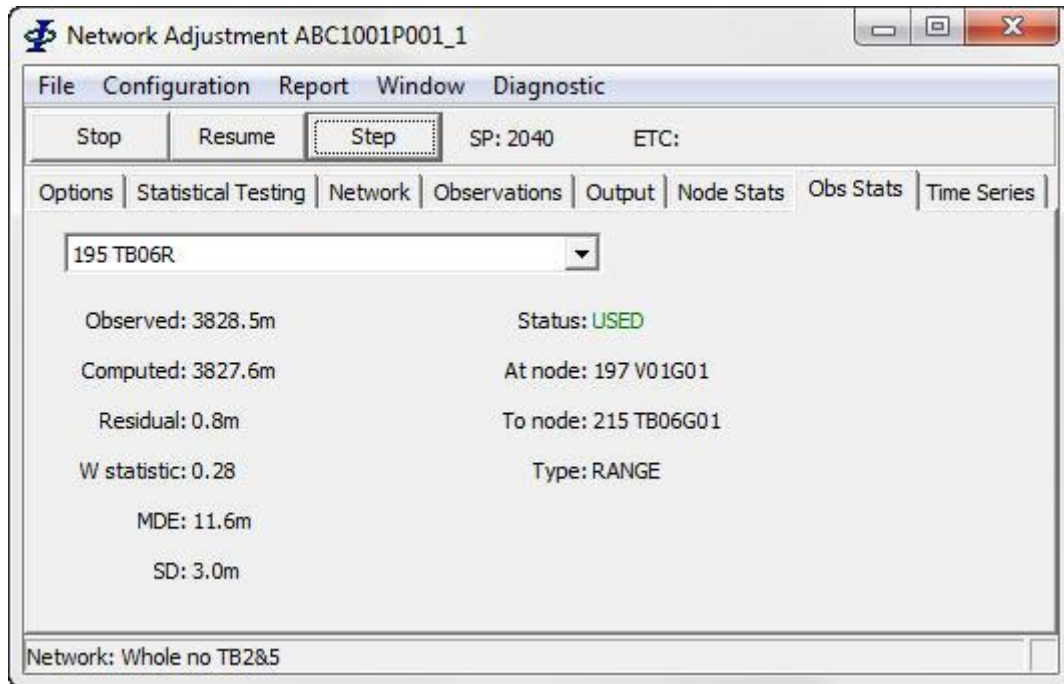 Network Adjustment ABC1001P001_1
File Configuration Report Window Diagnostic
Stop Resume Step SP: 2040 ETC:
Options Statistical Testing Network Observations Output Node Stats Obs Stats Time Series
195 TB06R
Observed: 3828.5m Status: USED
Computed: 3827.6m At node: 197 V01G01
Residual: 0.8m To node: 215 TB06G01
W statistic: 0.28 Type: RANGE
MDE: 11.6m
SD: 3.0m
Network: Whole no TB2&5